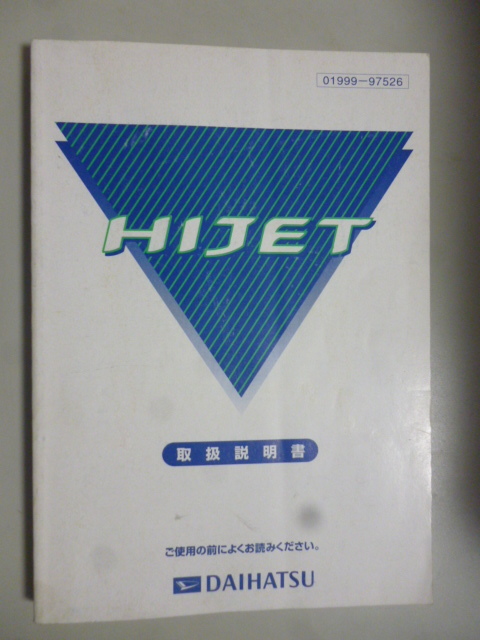 01999-97526
HIJET
取扱説明書
ご使用の前によくお読みください。
DAIHATSU